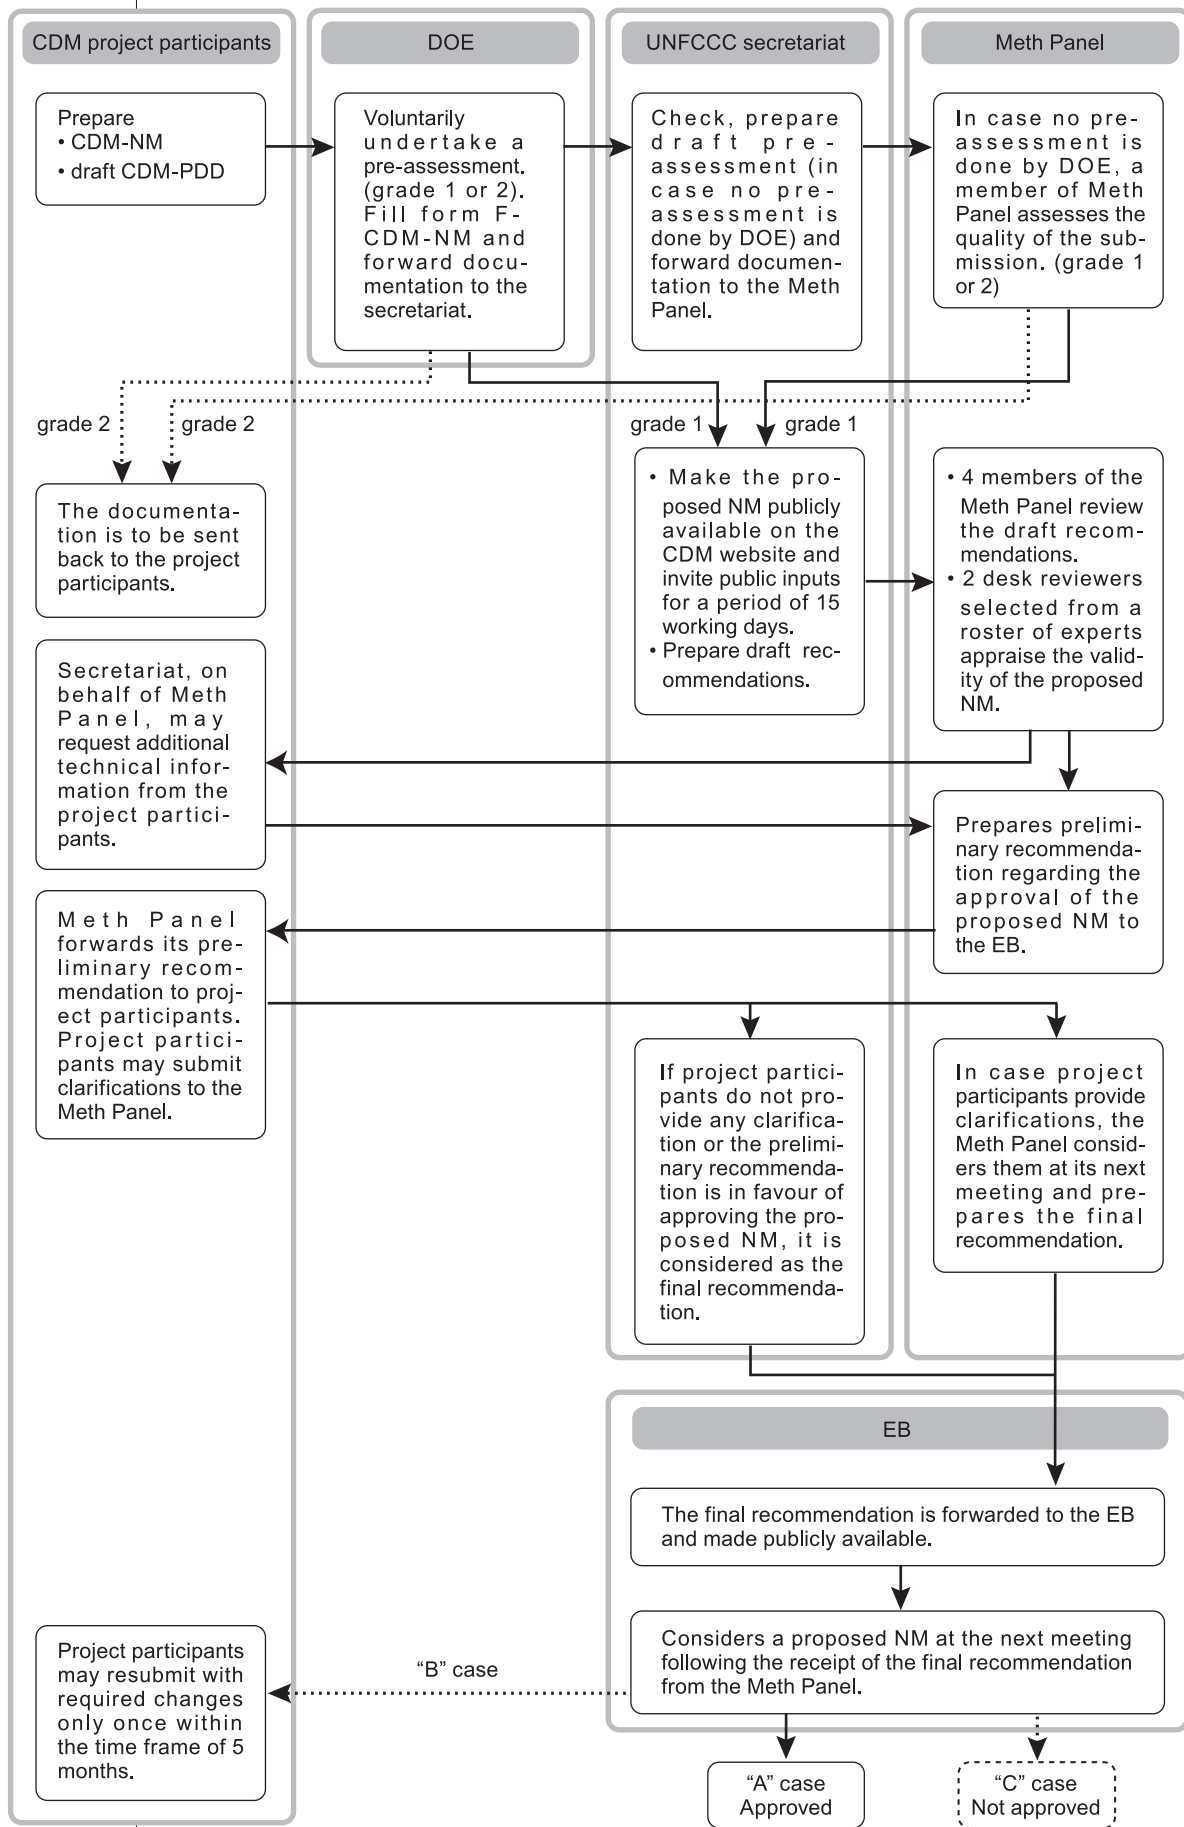 CDM project participants
DOE
UNFCCC secretariat
Meth Panel
Prepare
• CDM-NM
• draft CDM-PDD
Voluntarily
undertake a
pre-assessment.
(grade 1 or 2).
Fill form F-
CDM-NM and
forward docu-
mentation to the
secretariat.
Check, prepare
draft pre-
assessment (in
case no pre-
assessment is
done by DOE) and
forward documen-
tation to the Meth
Panel.
In case no pre-
assessment is
done by DOE, a
member of Meth
Panel assesses the
quality of the sub-
mission. (grade 1
or 2)
grade 2
grade 2
grade 1
grade 1
The documenta-
tion is to be sent
back to the project
participants.
• Make the pro-
posed NM publicly
available on the
CDM website and
invite public inputs
for a period of 15
working days.
• Prepare draft rec-
ommendations.
• 4 members of the
Meth Panel review
the draft recom-
mendations.
• 2 desk reviewers
selected from a
roster of experts
appraise the valid-
ity of the proposed
NM.
Secretariat, on
behalf of Meth
Panel, may
request additional
technical infor-
mation from the
project partici-
pants.
Prepares prelimi-
nary recommenda-
tion regarding the
approval of the
proposed NM to
the EB.
Meth Panel
forwards its pre-
liminary recom-
mendation to proj-
ect participants.
Project partici-
pants may submit
clarifications to the
Meth Panel.
If project partici-
pants do not pro-
vide any clarifica-
tion or the prelimi-
nary recommenda-
tion is in favour of
approving the pro-
posed NM, it is
considered as the
final recommenda-
tion.
In case project
participants provide
clarifications, the
Meth Panel consid-
ers them at its next
meeting and pre-
pares the final
recommendation.
EB
The final recommendation is forwarded to the EB
and made publicly available.
Considers a proposed NM at the next meeting
following the receipt of the final recommendation
from the Meth Panel.
“B” case
Project participants
may resubmit with
required changes
only once within
the time frame of 5
months.
“A” case
Approved
“C” case
Not approved